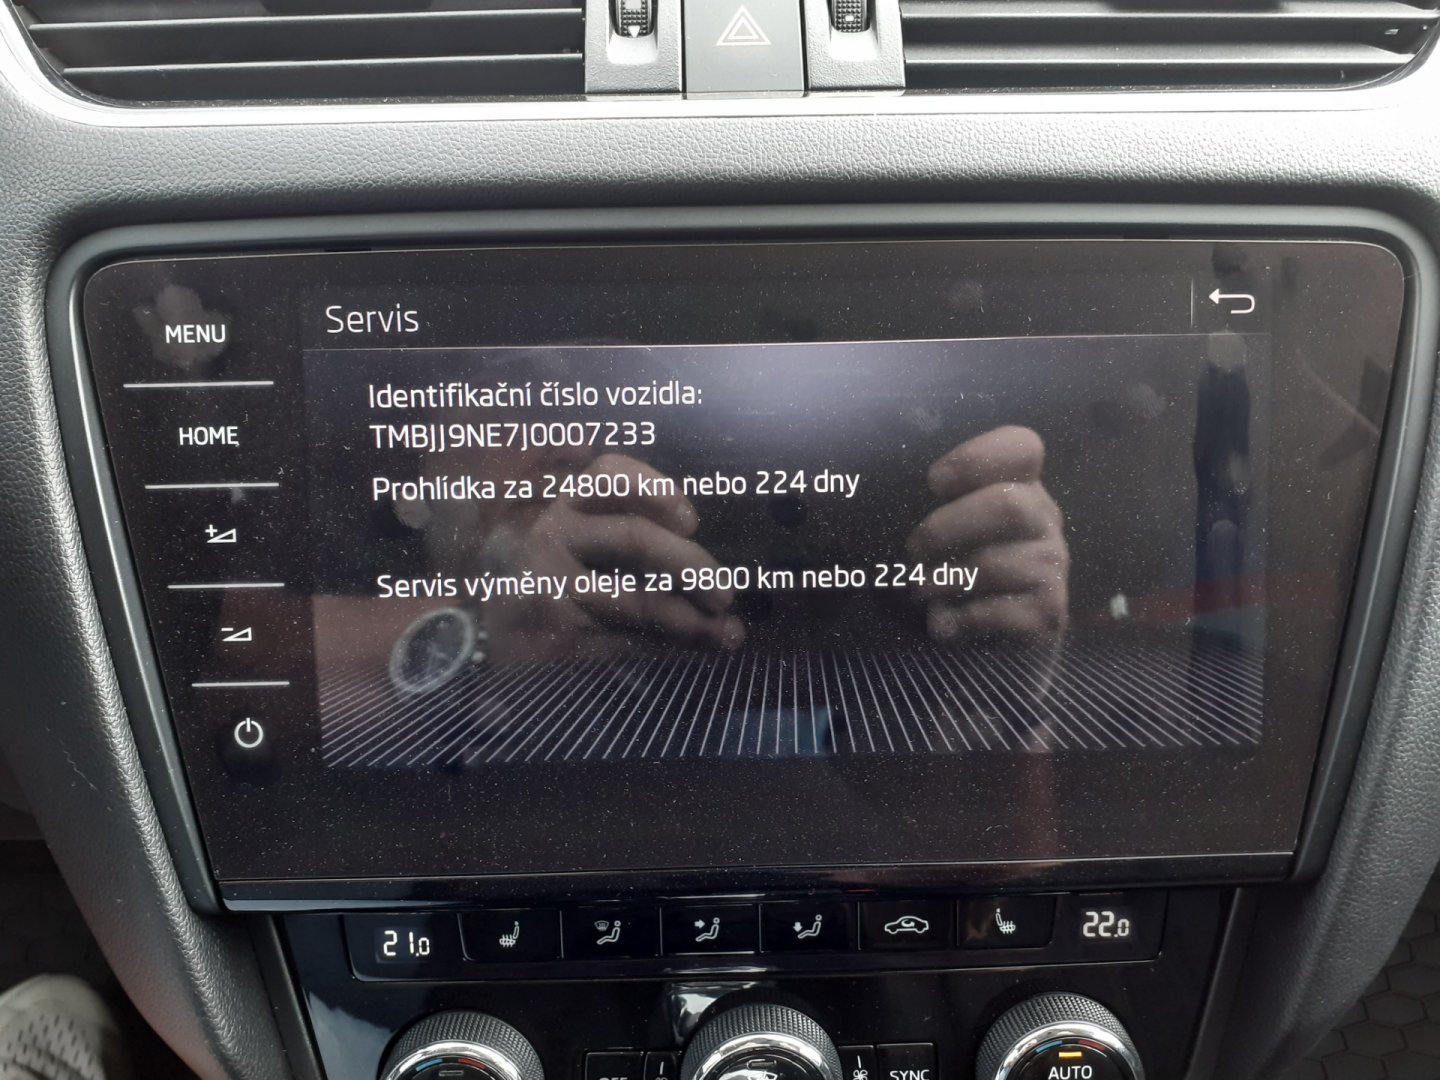 Servis
MENU
Identifikační číslo vozidla:
HOME
TMBJJ9NE7J0007233
Prohlídka za 24800 km nebo 224 dny
Servis výměny oleje za 9800 km nebo 224 dny
21.0
22.0
OFF
SYNC
AUTO